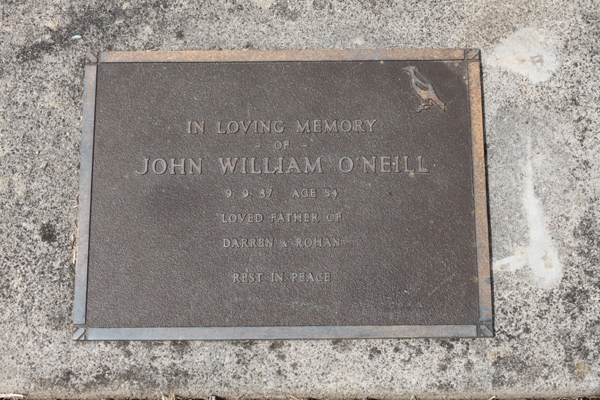 IN LOVING MEMORY
- OF -
JOHN WILLIAM O'NEILL
9. 9. 87 AGE 54
LOVED FATHER OF
DARREN & ROHAN
REST IN PEACE